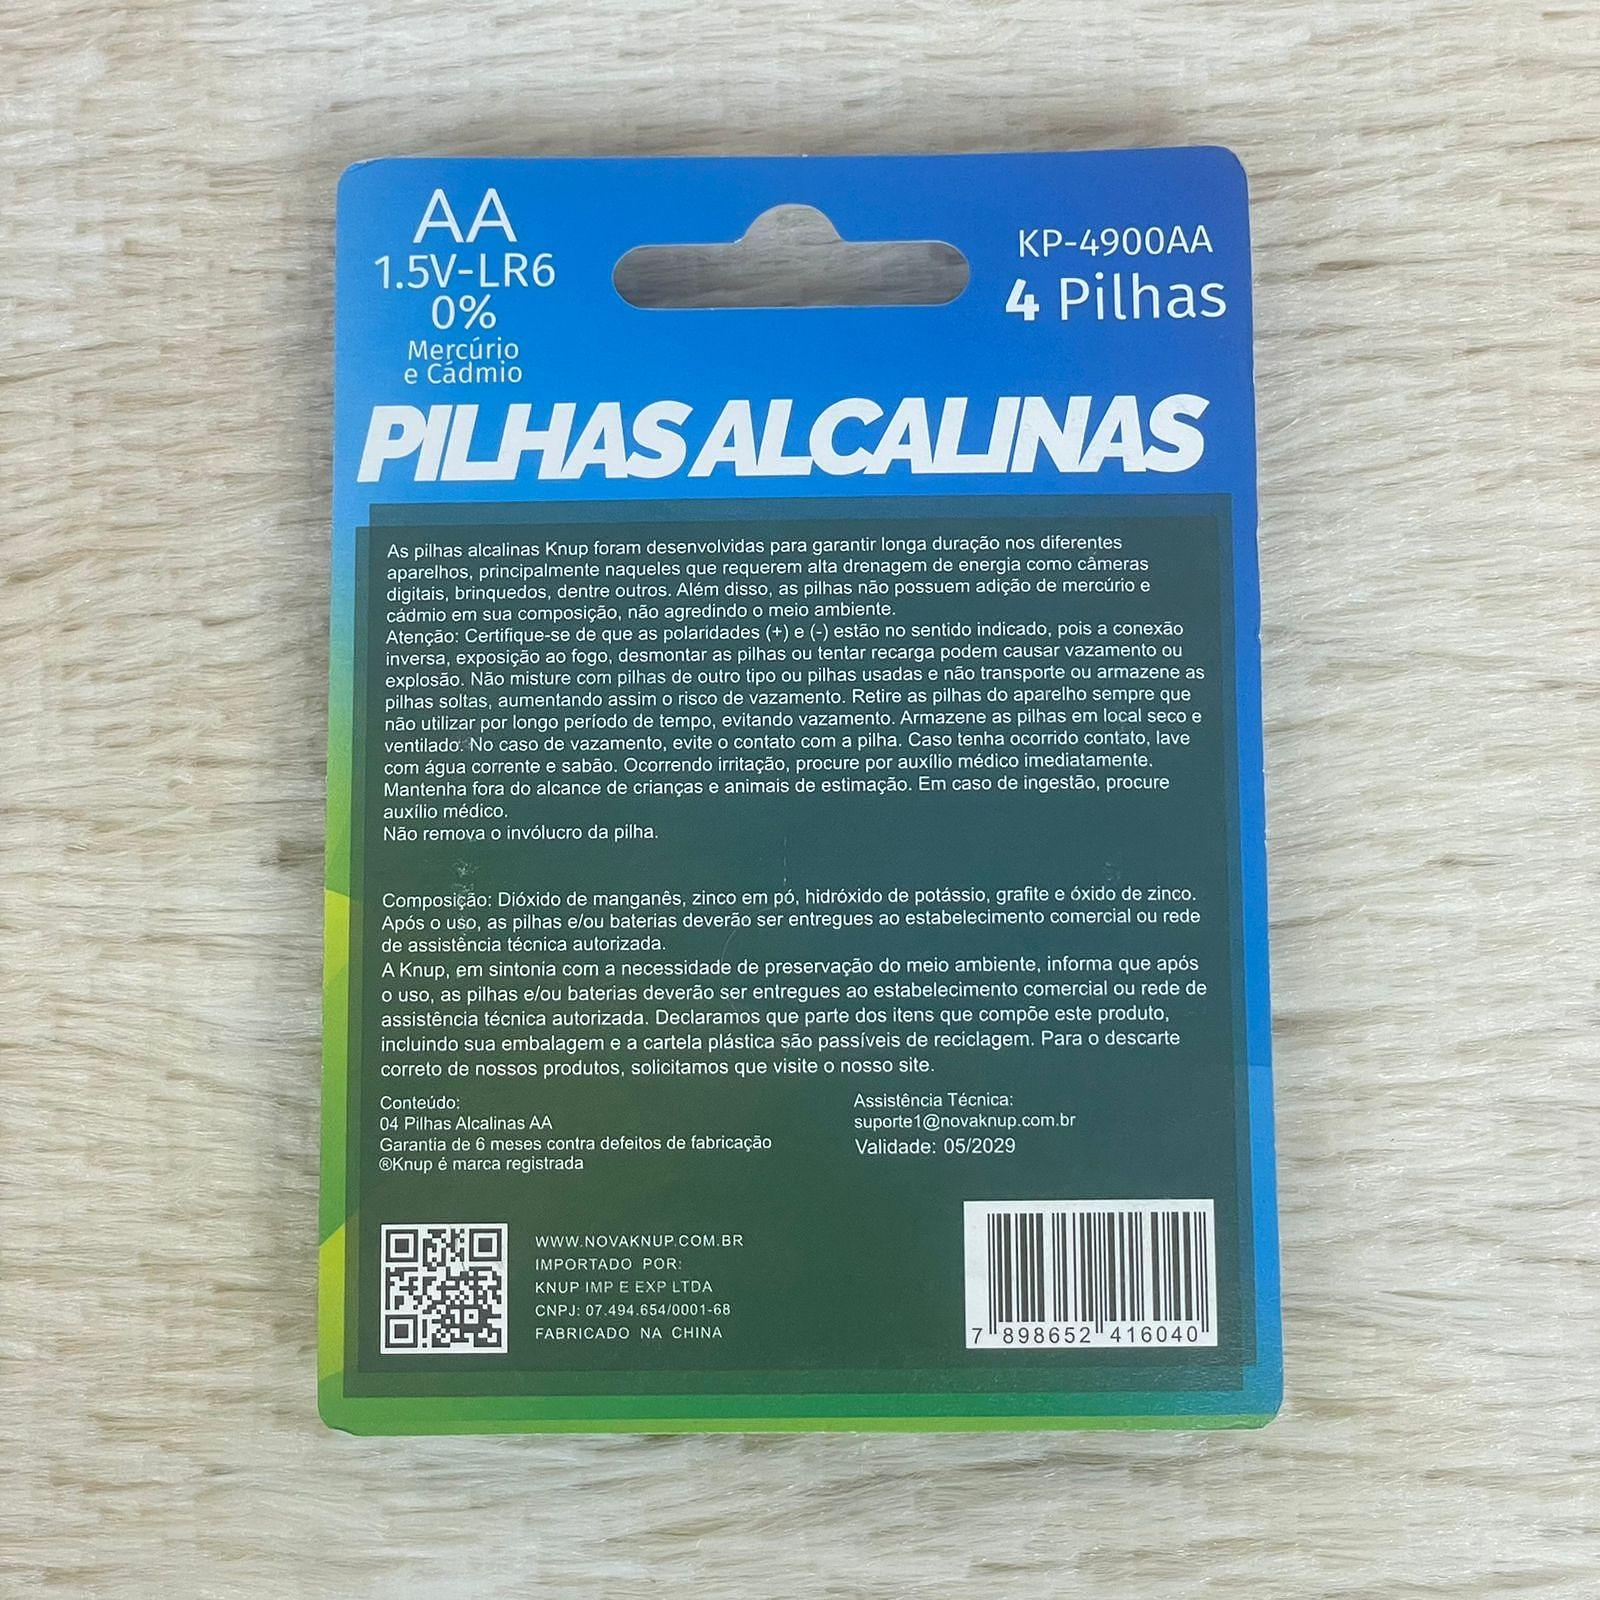 AA
1.5V-LR6
0%
Mercúrio
e Cádmio
KP-4900AA
4 Pilhas
PILHAS ALCALINAS
As pilhas alcalinas Knup foram desenvolvidas para garantir longa duração nos diferentes
aparelhos, principalmente naqueles que requerem alta drenagem de energia como câmeras
digitais, brinquedos, dentre outros. Além disso, as pilhas não possuem adição de mercúrio e
cádmio em sua composição, não agredindo o meio ambiente.
Atenção: Certifique-se de que as polaridades (+) e (-) estão no sentido indicado, pois a conexão
inversa, exposição ao fogo, desmontar as pilhas ou tentar recarga podem causar vazamento ou
explosão. Não misture com pilhas de outro tipo ou pilhas usadas e não transporte ou armazene as
pilhas soltas, aumentando assim o risco de vazamento. Retire as pilhas do aparelho sempre que
não utilizar por longo período de tempo, evitando vazamento. Armazene as pilhas em local seco e
ventilado. No caso de vazamento, evite o contato com a pilha. Caso tenha ocorrido contato, lave
com água corrente e sabão. Ocorrendo irritação, procure por auxílio médico imediatamente.
Mantenha fora do alcance de crianças e animais de estimação. Em caso de ingestão, procure
auxílio médico.
Não remova o invólucro da pilha.
Composição: Dióxido de manganês, zinco em pó, hidróxido de potássio, grafite e óxido de zinco.
Após o uso, as pilhas e/ou baterias deverão ser entregues ao estabelecimento comercial ou rede
de assistência técnica autorizada.
A Knup, em sintonia com a necessidade de preservação do meio ambiente, informa que após
o uso, as pilhas e/ou baterias deverão ser entregues ao estabelecimento comercial ou rede de
assistência técnica autorizada. Declaramos que parte dos itens que compõe este produto,
incluindo sua embalagem e a cartela plástica são passíveis de reciclagem. Para o descarte
correto de nossos produtos, solicitamos que visite o nosso site.
Conteúdo:
04 Pilhas Alcalinas AA
Garantia de 6 meses contra defeitos de fabricação
®Knup é marca registrada
Assistência Técnica:
suporte1@novaknup.com.br
Validade: 05/2029
WWW.NOVAKNUP.COM.BR
IMPORTADO POR:
KNUP IMP E EXP LTDA
CNPJ: 07.494.654/0001-68
FABRICADO NA CHINA
7 898652 416040